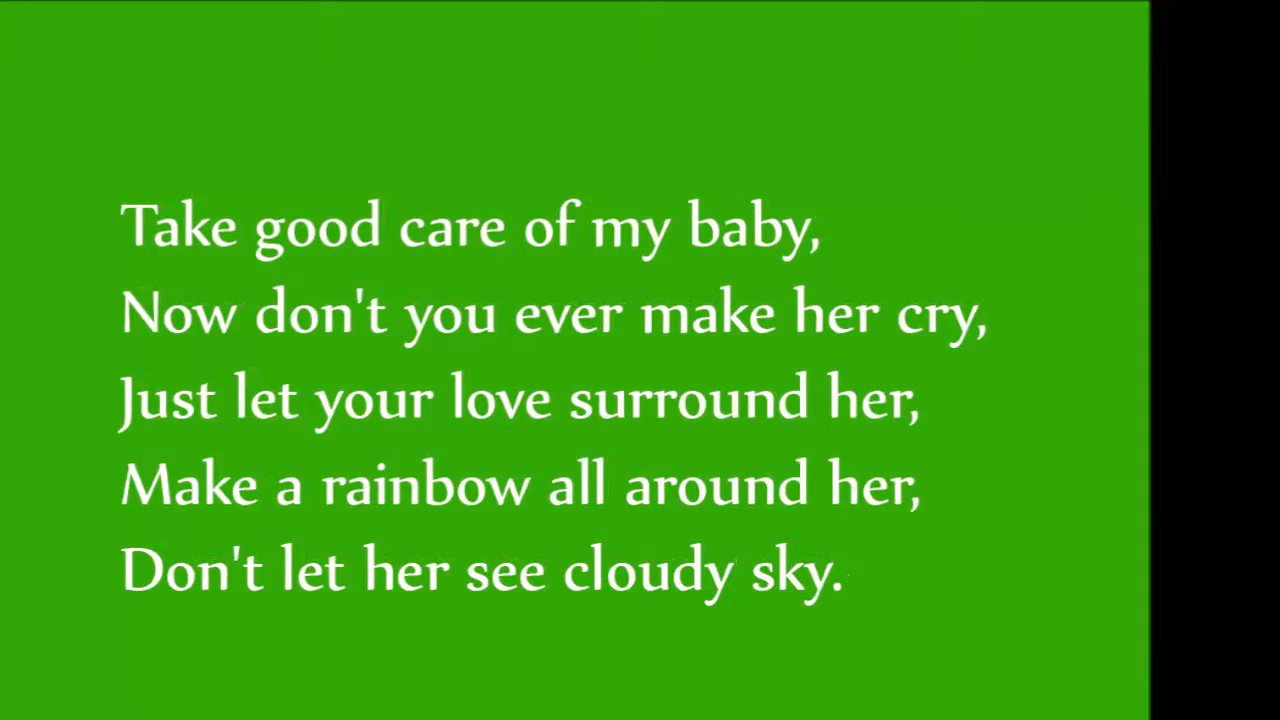 Take good care of my baby,
Now don't you ever make her cry,
Just let your love surround her,
Make a rainbow all around her,
Don't let her see cloudy sky.